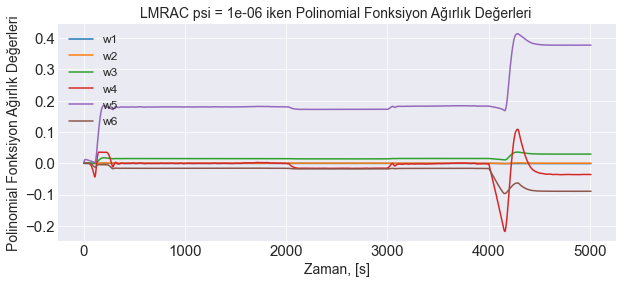 LMRAC psi = 1e-06 iken Polinomial Fonksiyon Ağırlık Değerleri
Polinomial Fonksiyon Ağırlık Değerleri
0.4
0.3
0.2
0.1
0.0
−0.1
−0.2
w1
w2
w3
w4
w5
w6
0 1000 2000 3000 4000 5000
Zaman, [s]